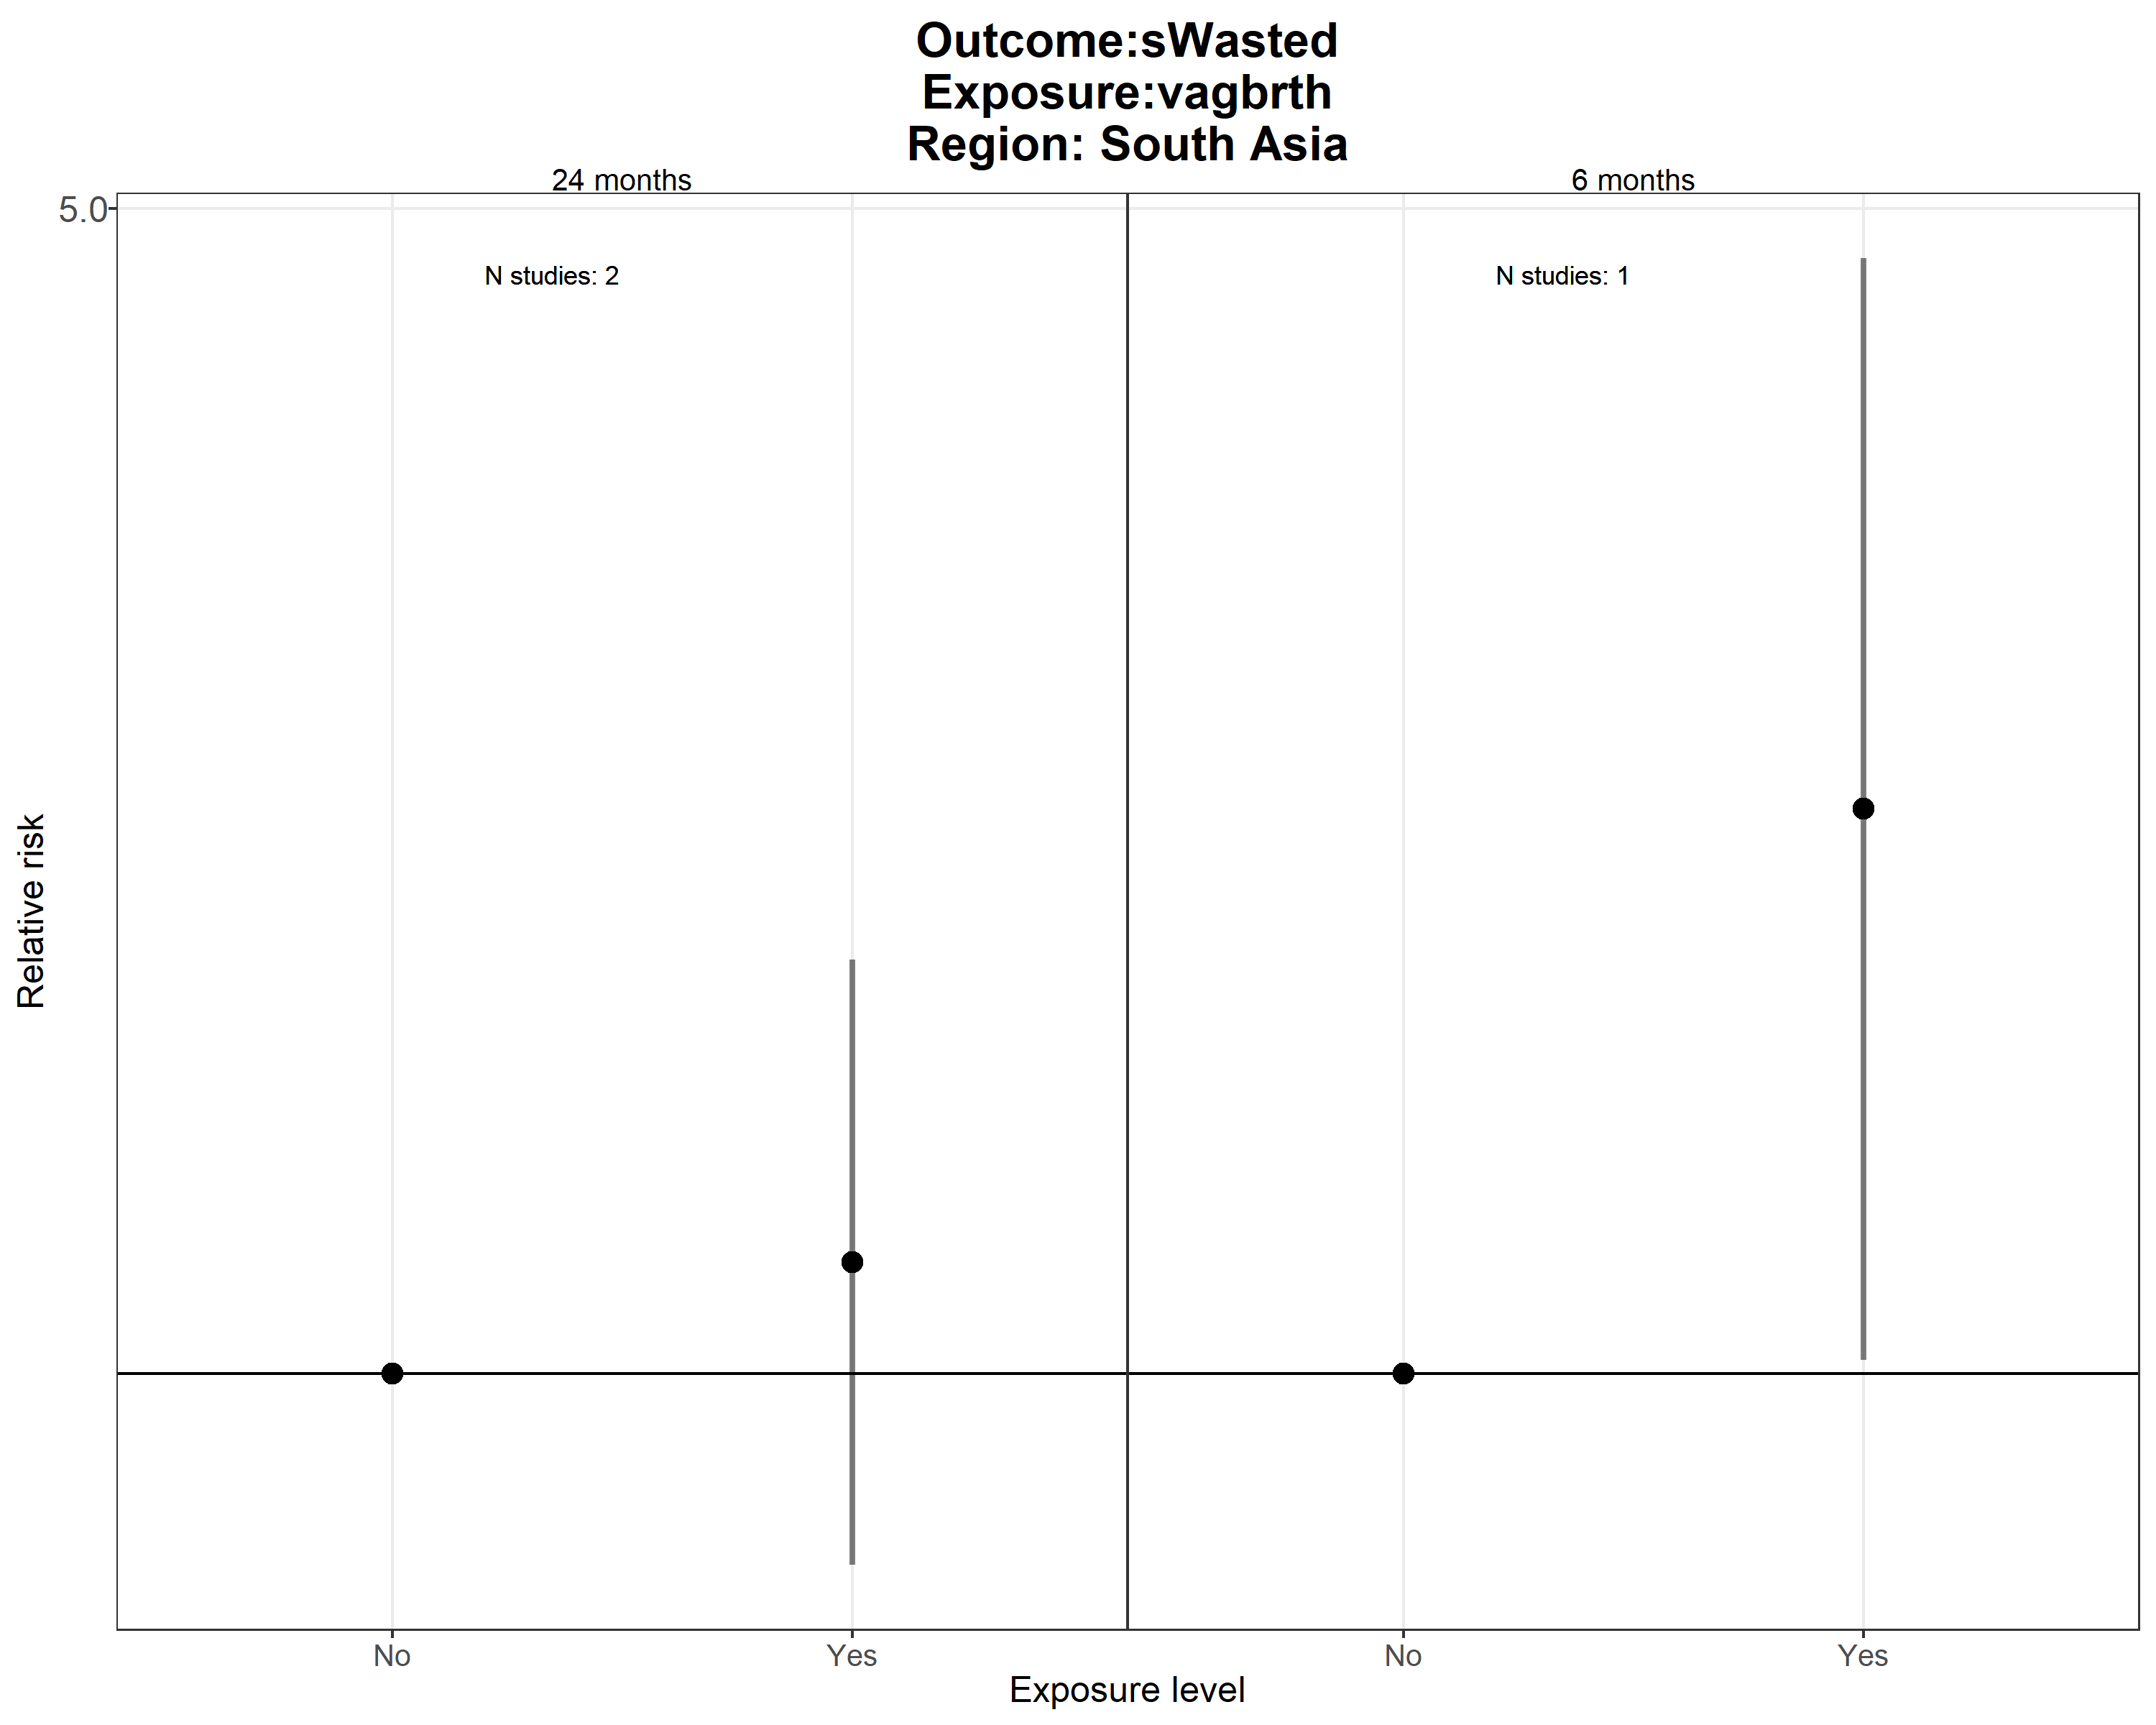 Outcome:sWasted
Exposure:vagbrth
Region: South Asia
24 months
6 months
5.0
N studies: 2
N studies: 1
Relative risk
No
Yes
No
Yes
Exposure level